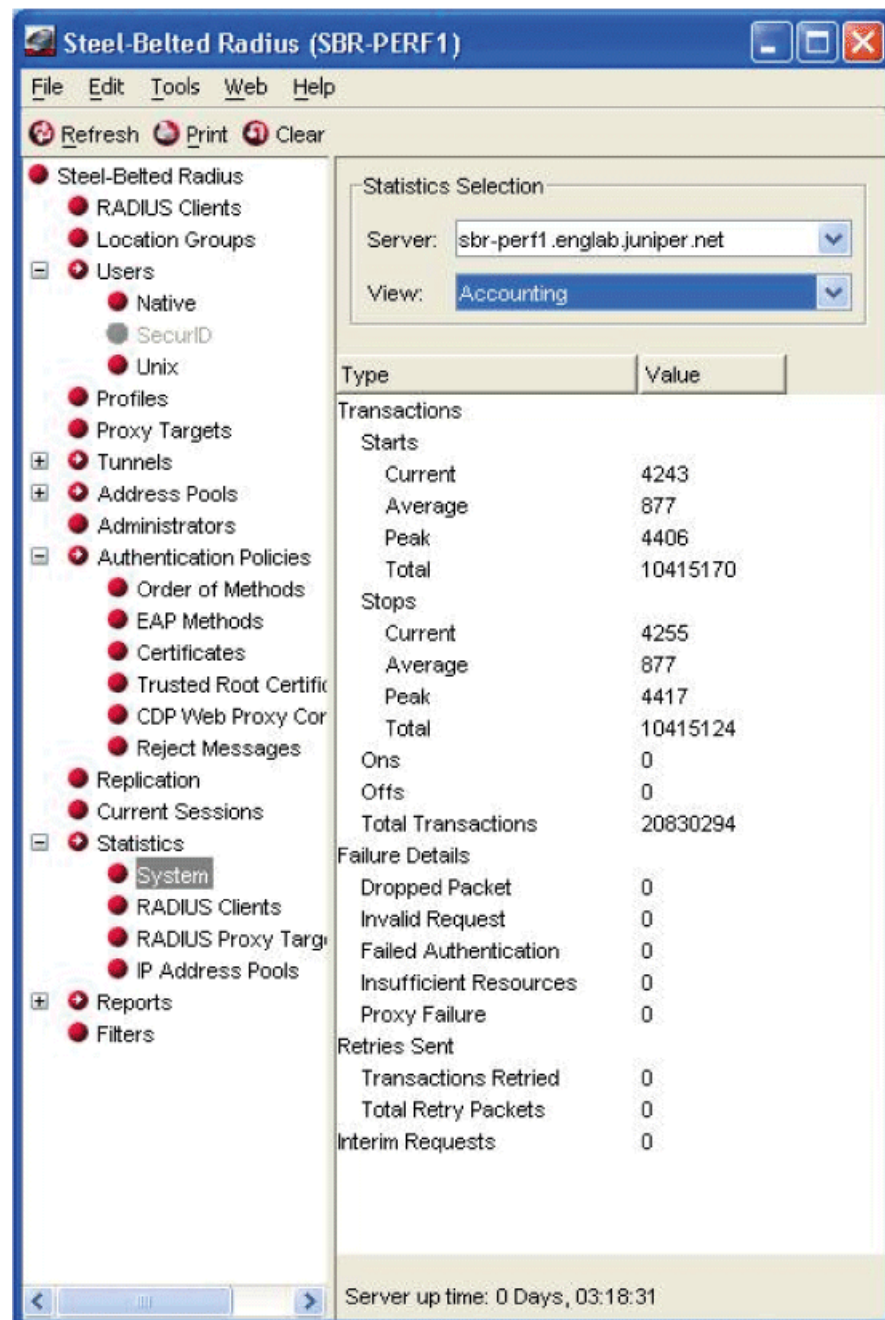 Steel-Belted Radius (SBR-PERF1)
File Edit Tools Web Help
Refresh Print Clear
Steel-Belted Radius
RADIUS Clients
Location Groups
Users
Native
SecurID
Unix
Profiles
Proxy Targets
Tunnels
Address Pools
Administrators
Authentication Policies
Order of Methods
EAP Methods
Certificates
Trusted Root Certific
CDP Web Proxy Cor
Reject Messages
Replication
Current Sessions
Statistics
System
RADIUS Clients
RADIUS Proxy Targ
IP Address Pools
Reports
Filters
Statistics Selection
Server: sbr-perf1.englab.juniper.net
View: Accounting
Type Value
Transactions
Starts
Current 4243
Average 877
Peak 4406
Total 10415170
Stops
Current 4255
Average 877
Peak 4417
Total 10415124
Ons 0
Offs 0
Total Transactions 20830294
Failure Details
Dropped Packet 0
Invalid Request 0
Failed Authentication 0
Insufficient Resources 0
Proxy Failure 0
Retries Sent
Transactions Retried 0
Total Retry Packets 0
Interim Requests 0
Server up time: 0 Days, 03:18:31